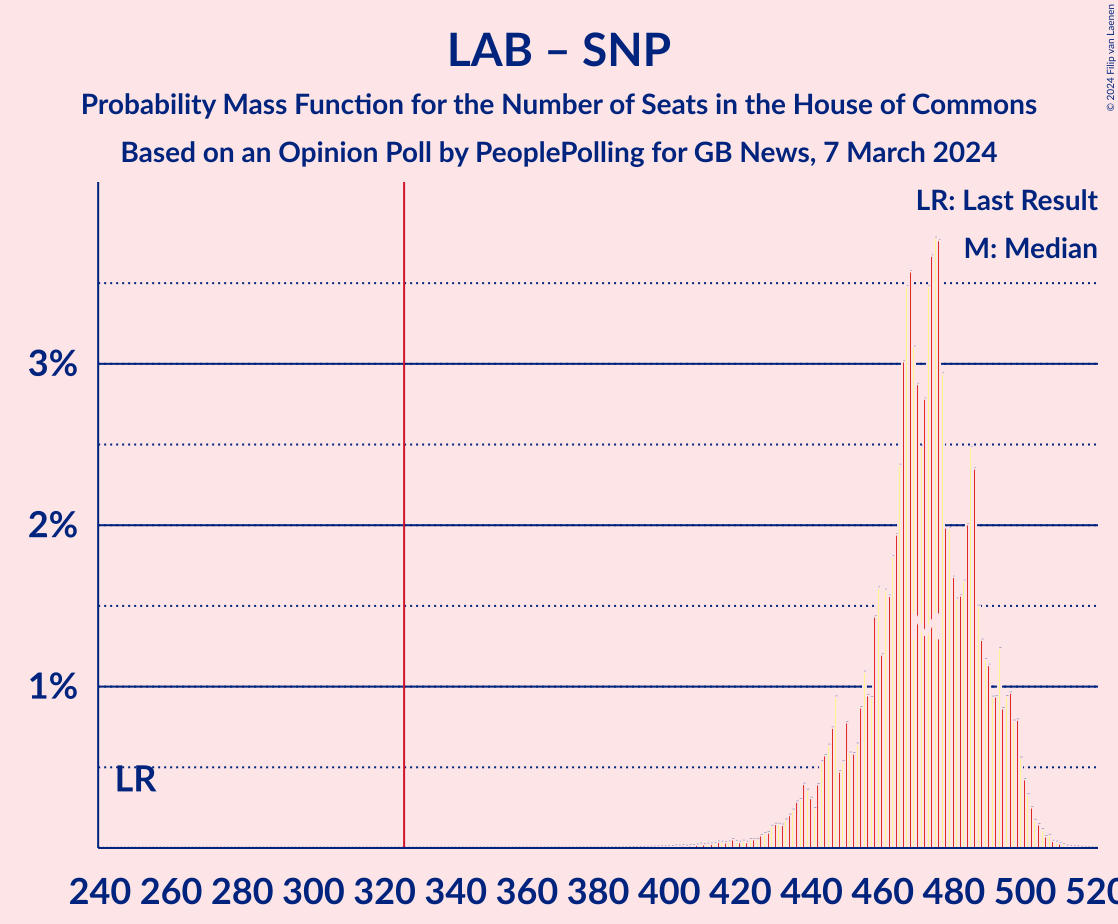 LAB – SNP
Probability Mass Function for the Number of Seats in the House of Commons
Based on an Opinion Poll by PeoplePolling for GB News, 7 March 2024
© 2024 Filip van Laenen
LR: Last Result
M: Median
3%
2%
1%
LR
240 260 280 300 320 340 360 380 400 420 440 460 480 500 520